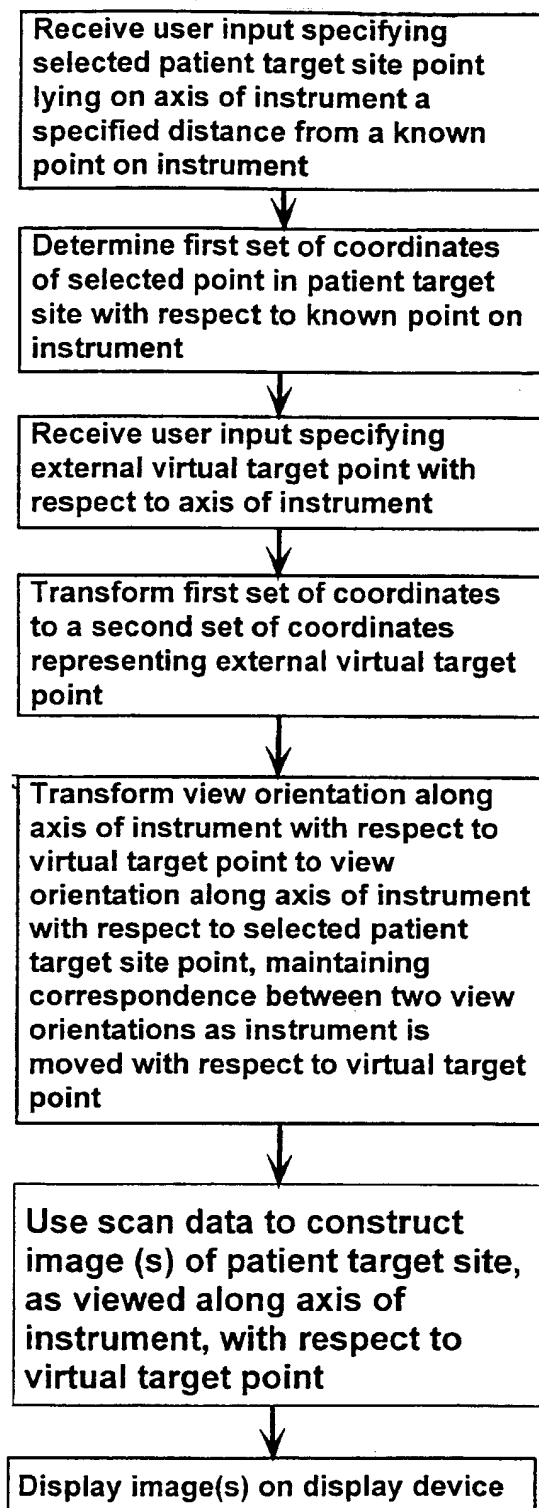 Receive user input specifying
selected patient target site point
lying on axis of instrument a
specified distance from a known
point on instrument
Determine first set of coordinates
of selected point in patient target
site with respect to known point on
instrument
Receive user input specifying
external virtual target point with
respect to axis of instrument
Transform first set of coordinates
to a second set of coordinates
representing external virtual target
point
Transform view orientation along
axis of instrument with respect to
virtual target point to view
orientation along axis of instrument
with respect to selected patient
target site point, maintaining
correspondence between two view
orientations as instrument is
moved with respect to virtual target
point
Use scan data to construct
image (s) of patient target site,
as viewed along axis of
instrument, with respect to
virtual target point
Display image(s) on display device